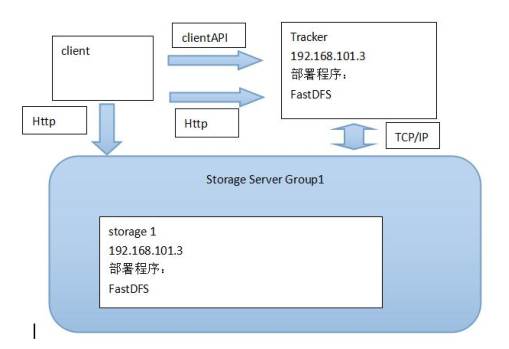 client
clientAPI
Tracker
192.168.101.3
部署程序：
FastDFS
Http
Http
TCP/IP
Storage Server Group1
storage 1
192.168.101.3
部署程序：
FastDFS